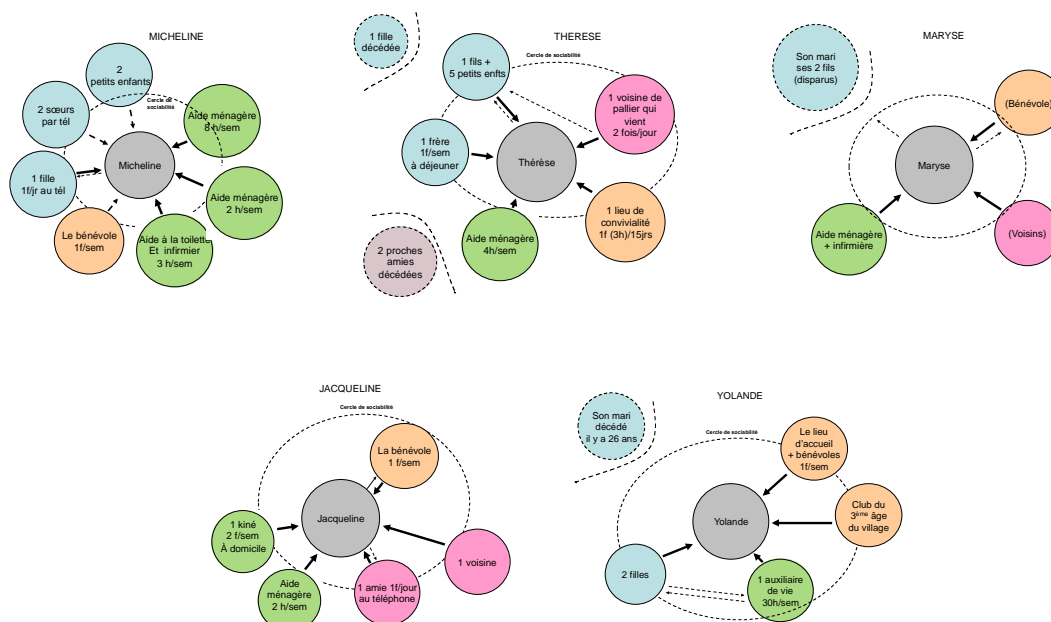 MICHELINE
2
petits enfants
Cercle de
sociabilité
2 sœurs
par tél
Aide ménagère
8 h/sem
Micheline
1 fille
1f/jr au tél
Aide ménagère
2 h/sem
Le bénévole
1f/sem
Aide à la toilette
Et infirmier
3 h/sem
THERESE
1 fille
décédée
Cercle de sociabilité
1 fils +
5 petits enfts
1 voisine de
pallier qui
vient
2 fois/jour
1 frère
1f/sem
à déjeuner
Thérèse
1 lieu de
convivialité
1f (3h)/15jrs
Aide ménagère
4h/sem
2 proches
amies
décédées
MARYSE
Son mari
ses 2 fils
(disparus)
(Bénévole)
Maryse
Aide ménagère
+ infirmière
(Voisins)
JACQUELINE
Cercle de sociabilité
La bénévole
1 f/sem
Jacqueline
1 kiné
2 f/sem
À domicile
1 voisine
Aide
ménagère
2 h/sem
1 amie 1f/jour
au téléphone
YOLANDE
Son mari
décédé
il y a 26 ans
Cercle de sociabilité
Le lieu
d'accueil
+ bénévoles
1f/sem
Yolande
Club du
3ème âge
du village
2 filles
1 auxiliaire
de vie
30h/sem